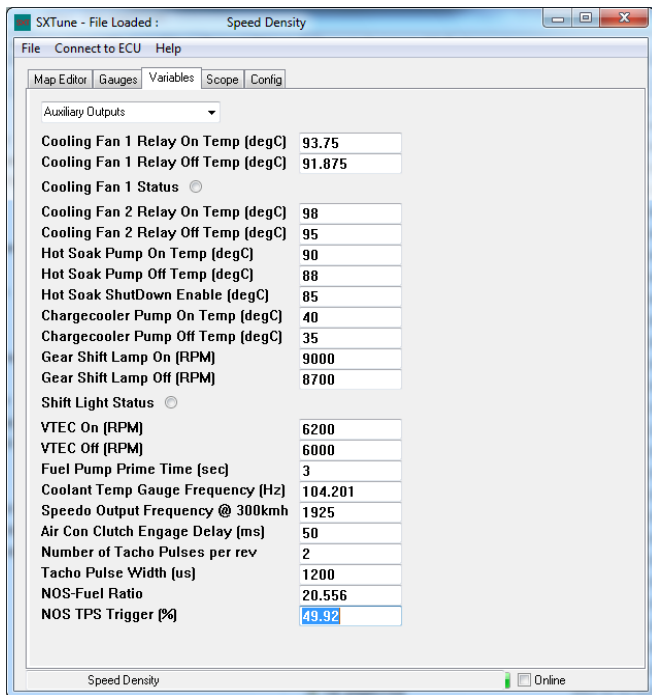 SXTune - File Loaded : Speed Density
File Connect to ECU Help
Map Editor Gauges Variables Scope Config
Auxiliary Outputs
Cooling Fan 1 Relay On Temp (degC) 93.75
Cooling Fan 1 Relay Off Temp (degC) 91.875
Cooling Fan 1 Status
Cooling Fan 2 Relay On Temp (degC) 98
Cooling Fan 2 Relay Off Temp (degC) 95
Hot Soak Pump On Temp (degC) 90
Hot Soak Pump Off Temp (degC) 88
Hot Soak ShutDown Enable (degC) 85
Chargecooler Pump On Temp (degC) 40
Chargecooler Pump Off Temp (degC) 35
Gear Shift Lamp On (RPM) 9000
Gear Shift Lamp Off (RPM) 8700
Shift Light Status
VTEC On (RPM) 6200
VTEC Off (RPM) 6000
Fuel Pump Prime Time (sec) 3
Coolant Temp Gauge Frequency (Hz) 104.201
Speedo Output Frequency @ 300kmh 1925
Air Con Clutch Engage Delay (ms) 50
Number of Tacho Pulses per rev 2
Tacho Pulse Width (us) 1200
NOS-Fuel Ratio 20.556
NOS TPS Trigger (%) 49.92
Speed Density Online